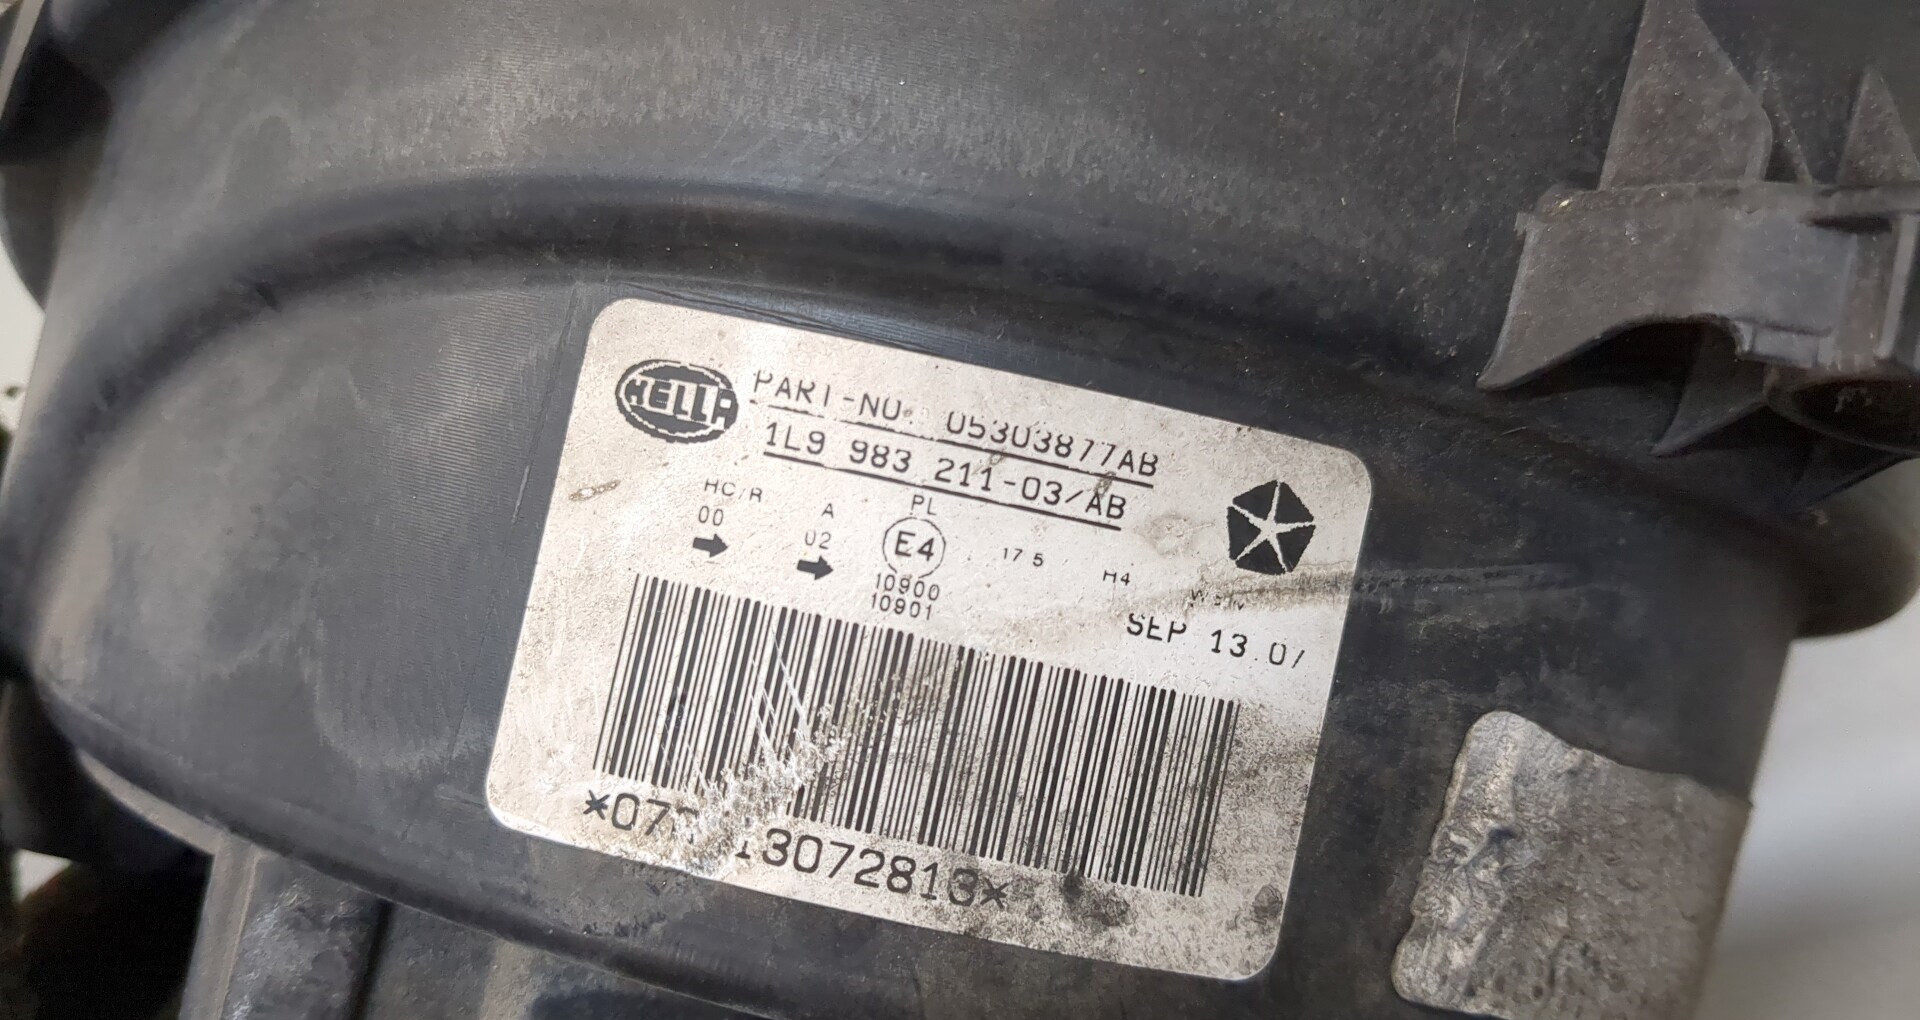 HELLA
PART-NO. 05303877AB
1L9 983 211-03/AB
HC/R A PL
00 02 E4 17 5 H4
10900
10901
SEP 13.07
3072813*